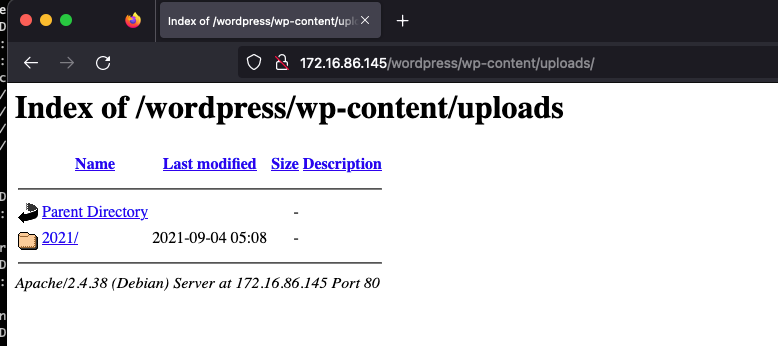 Index of /wordpress/wp-content/uplo
172.16.86.145/wordpress/wp-content/uploads/
Index of /wordpress/wp-content/uploads
Name Last modified Size Description
Parent Directory -
2021/ 2021-09-04 05:08 -
Apache/2.4.38 (Debian) Server at 172.16.86.145 Port 80